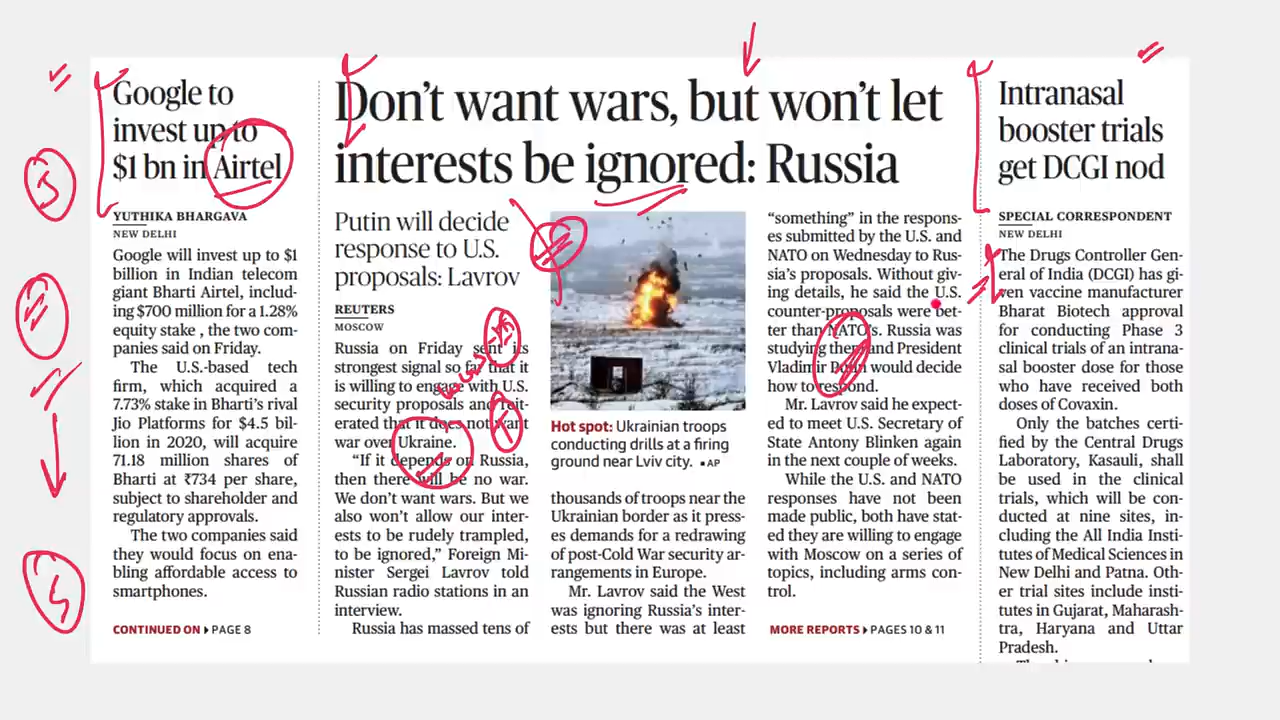 Google to
invest up to
$1 bn in Airtel
YUTHIKA BHARGAVA
NEW DELHI
Google will invest up to $1
billion in Indian telecom
giant Bharti Airtel, includ-
ing $700 million for a 1.28%
equity stake , the two com-
panies said on Friday.
The U.S.-based tech
firm, which acquired a
7.73% stake in Bharti's rival
Jio Platforms for $4.5 bil-
lion in 2020, will acquire
71.18 million shares of
Bharti at ₹734 per share,
subject to shareholder and
regulatory approvals.
The two companies said
they would focus on ena-
bling affordable access to
smartphones.
CONTINUED ON PAGE 8
Don't want wars, but won't let
interests be ignored: Russia
Putin will decide
response to U.S.
proposals: Lavrov
REUTERS
MOSCOW
Russia on Friday sent its
strongest signal so far that it
is willing to engage with U.S.
security proposals and reit-
erated that it does not want
war over Ukraine.
"If it depends on Russia,
then there will be no war.
We don't want wars. But we
also won't allow our inter-
ests to be rudely trampled,
to be ignored," Foreign Mi-
nister Sergei Lavrov told
Russian radio stations in an
interview.
Russia has massed tens of
Hot spot: Ukrainian troops
conducting drills at a firing
ground near Lviv city. ▪AP
thousands of troops near the
Ukrainian border as it press-
es demands for a redrawing
of post-Cold War security ar-
rangements in Europe.
Mr. Lavrov said the West
was ignoring Russia's inter-
ests but there was at least
"something" in the respons-
es submitted by the U.S. and
NATO on Wednesday to Rus-
sia's proposals. Without giv-
ing details, he said the U.S.
counter-proposals were bet-
ter than NATO's. Russia was
studying them and President
Vladimir Putin would decide
how to respond.
Mr. Lavrov said he expect-
ed to meet U.S. Secretary of
State Antony Blinken again
in the next couple of weeks.
While the U.S. and NATO
responses have not been
made public, both have stat-
ed they are willing to engage
with Moscow on a series of
topics, including arms con-
trol.
MORE REPORTS PAGES 10 & 11
Intranasal
booster trials
get DCGI nod
SPECIAL CORRESPONDENT
NEW DELHI
The Drugs Controller Gen-
eral of India (DCGI) has gi-
ven vaccine manufacturer
Bharat Biotech approval
for conducting Phase 3
clinical trials of an intrana-
sal booster dose for those
who have received both
doses of Covaxin.
Only the batches certi-
fied by the Central Drugs
Laboratory, Kasauli, shall
be used in the clinical
trials, which will be con-
ducted at nine sites, in-
cluding the All India Insti-
tutes of Medical Sciences in
New Delhi and Patna. Oth-
er trial sites include insti-
tutes in Gujarat, Maharash-
tra, Haryana and Uttar
Pradesh.